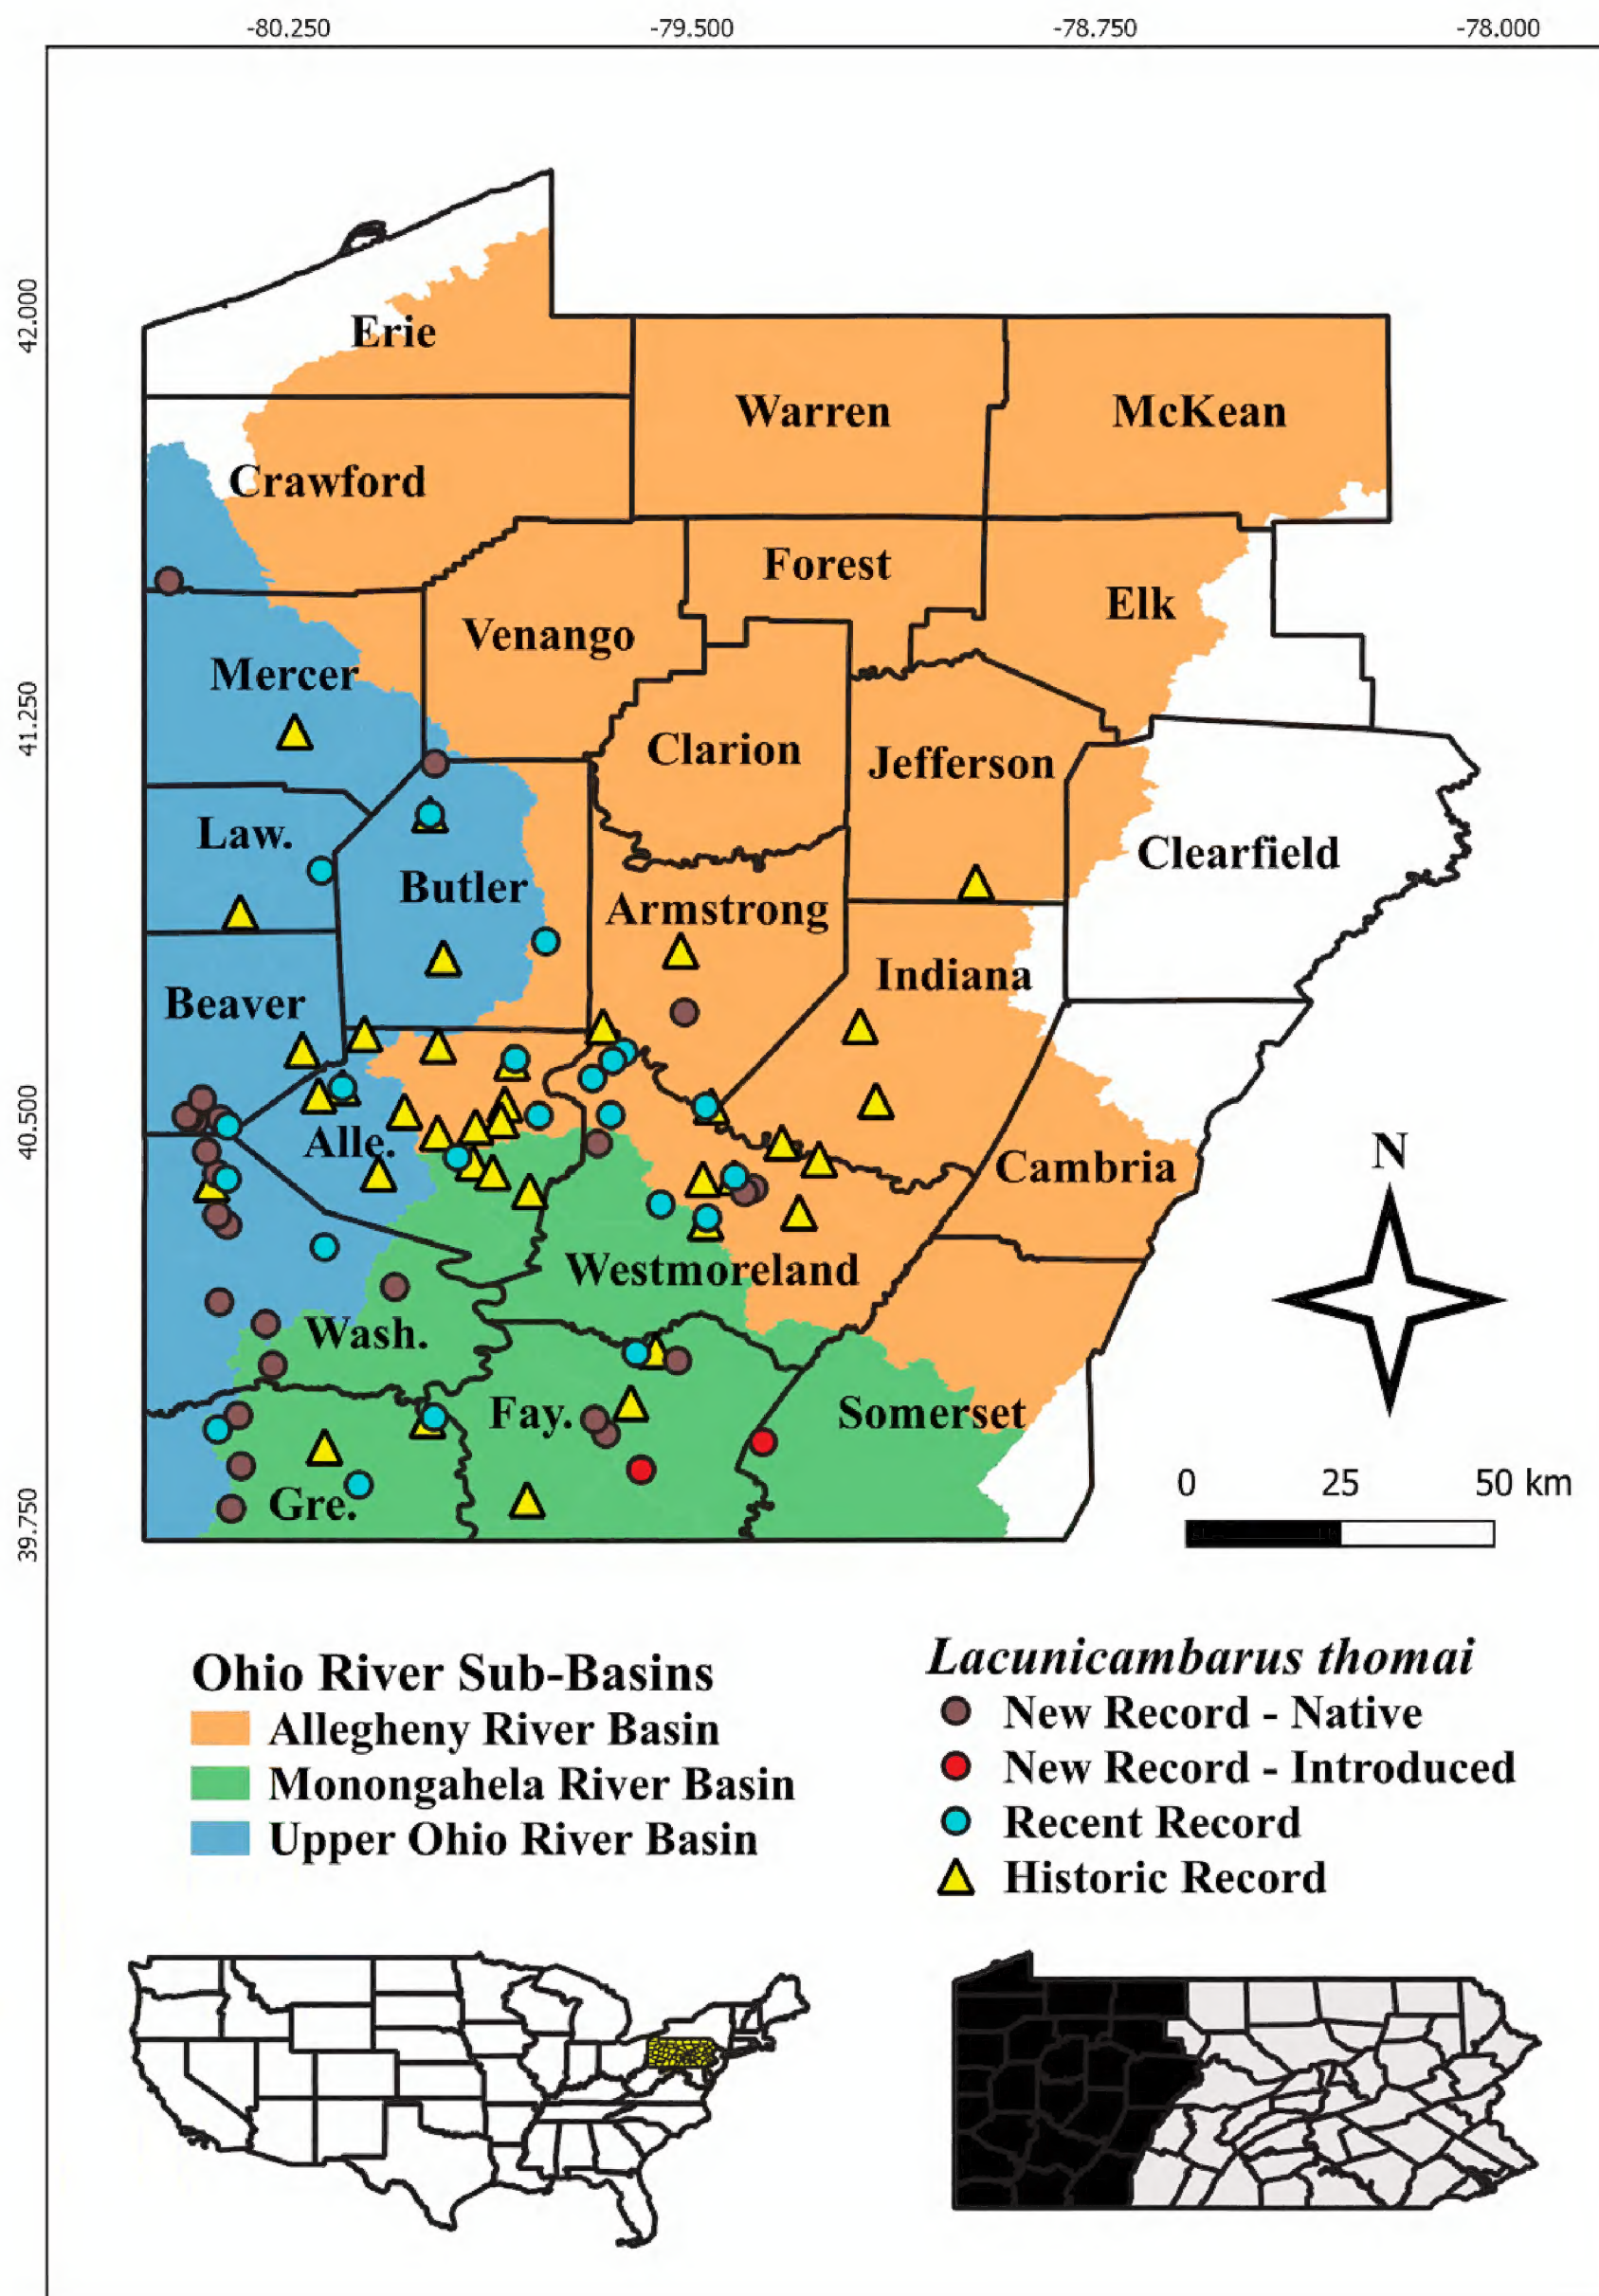 -80.250 -79.500 -78.750 -78.000
42.000
41.250
40.500
39.750
Erie
Warren
McKean
Crawford
Forest
Elk
Venango
Mercer
Clarion
Jefferson
Law.
Clearfield
Butler
Armstrong
Indiana
Beaver
Alle.
Cambria
N
Westmoreland
Wash.
Fay.
Somerset
Gre.
0 25 50 km
Ohio River Sub-Basins
Allegheny River Basin
Monongahela River Basin
Upper Ohio River Basin
Lacunicambarus thomai
New Record - Native
New Record - Introduced
Recent Record
Historic Record